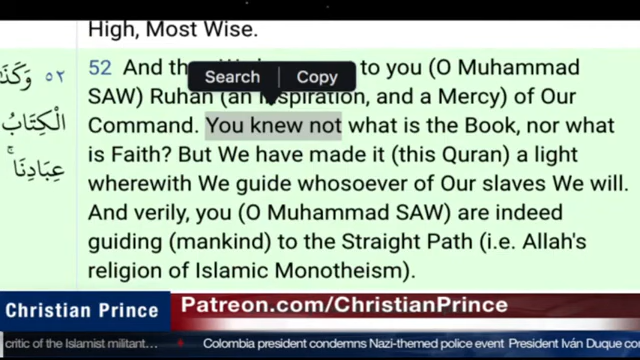 High, Most Wise.
52 And th to you (O Muhammad
Search Copy
SAW) Ruhan (an Inspiration, and a Mercy) of Our
Command. You knew not what is the Book, nor what
is Faith? But We have made it (this Quran) a light
wherewith We guide whosoever of Our slaves We will.
And verily, you (O Muhammad SAW) are indeed
guiding (mankind) to the Straight Path (i.e. Allah's
religion of Islamic Monotheism).
٥٢ وَكَذَ
الْكِتَابُ
عِبَادِنَا ۚ
Christian Prince Patreon.com/ChristianPrince
critic of the Islamist militant… Colombia president condemns Nazi-themed police event President Iván Duque co